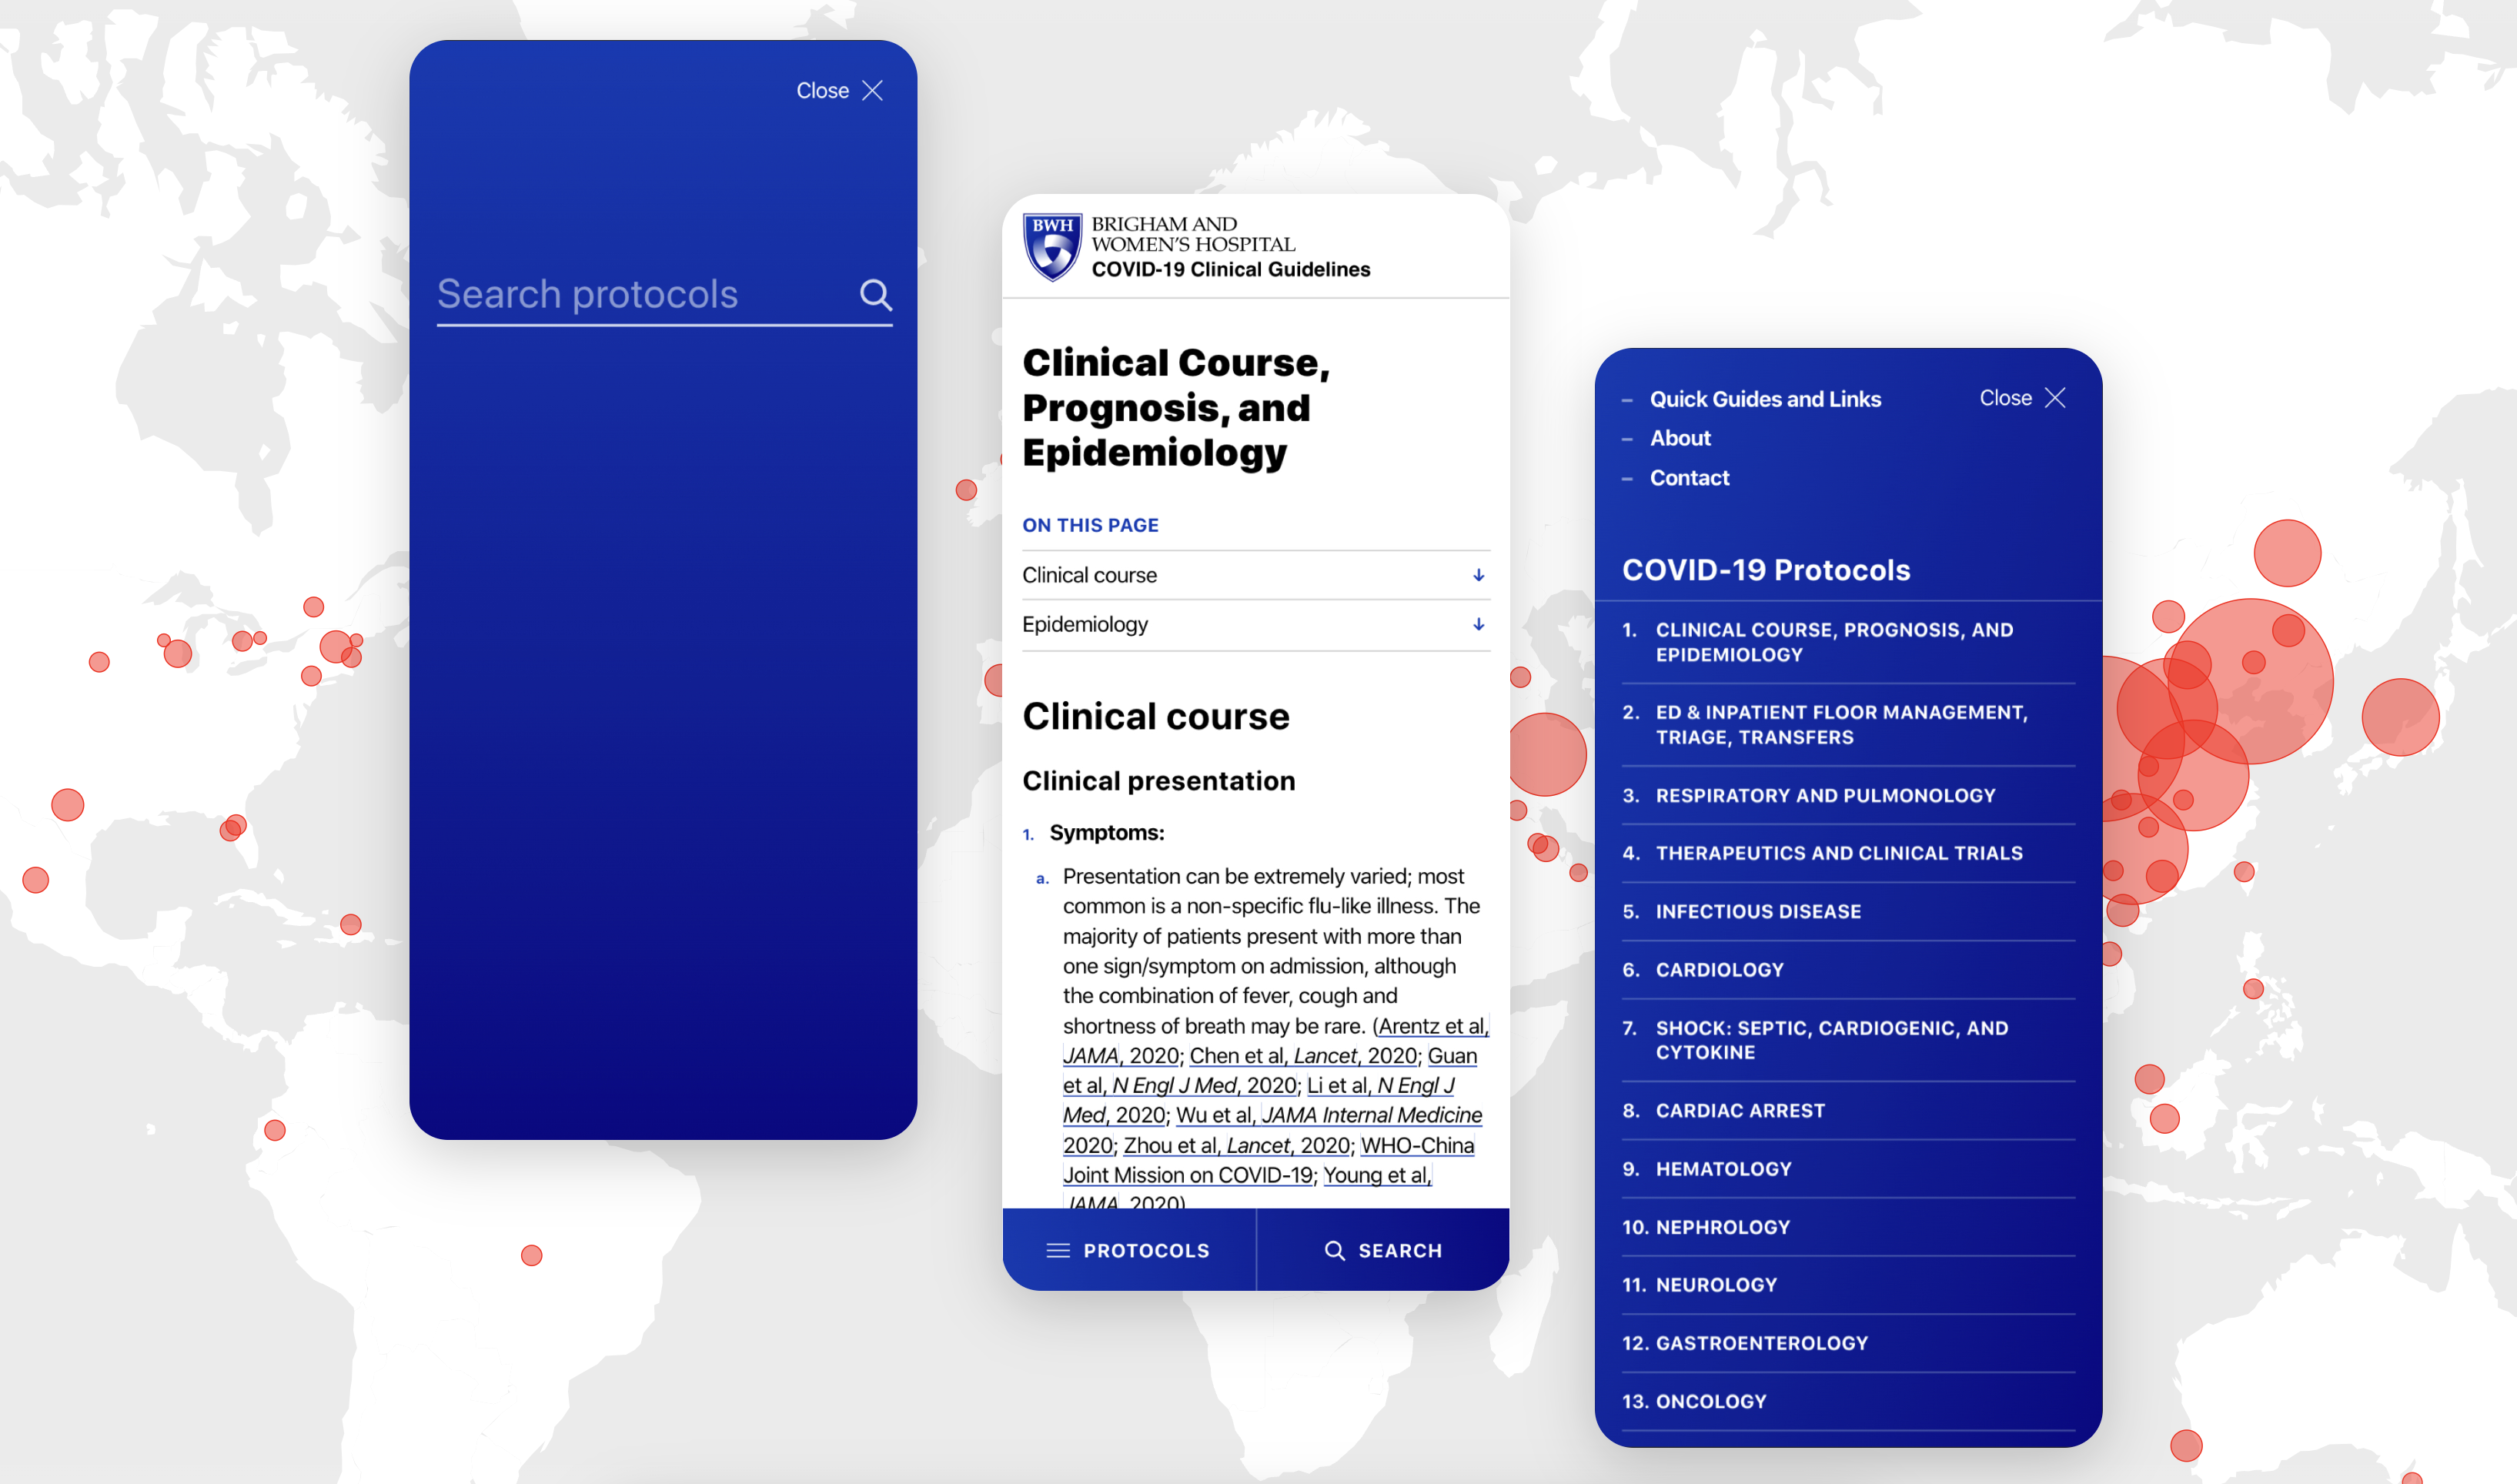 Close
Search protocols
BWH
BRIGHAM AND
WOMEN'S HOSPITAL
COVID-19 Clinical Guidelines
Clinical Course,
Prognosis, and
Epidemiology
ON THIS PAGE
Clinical course
Epidemiology
Clinical course
Clinical presentation
1. Symptoms:
a. Presentation can be extremely varied; most
common is a non-specific flu-like illness. The
majority of patients present with more than
one sign/symptom on admission, although
the combination of fever, cough and
shortness of breath may be rare. (Arentz et al,
JAMA, 2020; Chen et al, Lancet, 2020; Guan
et al, N Engl J Med, 2020; Li et al, N Engl J
Med, 2020; Wu et al, JAMA Internal Medicine
2020; Zhou et al, Lancet, 2020; WHO-China
Joint Mission on COVID-19; Young et al,
JAMA, 2020)
PROTOCOLS
SEARCH
– Quick Guides and Links
Close
– About
– Contact
COVID-19 Protocols
1. CLINICAL COURSE, PROGNOSIS, AND
EPIDEMIOLOGY
2. ED & INPATIENT FLOOR MANAGEMENT,
TRIAGE, TRANSFERS
3. RESPIRATORY AND PULMONOLOGY
4. THERAPEUTICS AND CLINICAL TRIALS
5. INFECTIOUS DISEASE
6. CARDIOLOGY
7. SHOCK: SEPTIC, CARDIOGENIC, AND
CYTOKINE
8. CARDIAC ARREST
9. HEMATOLOGY
10. NEPHROLOGY
11. NEUROLOGY
12. GASTROENTEROLOGY
13. ONCOLOGY